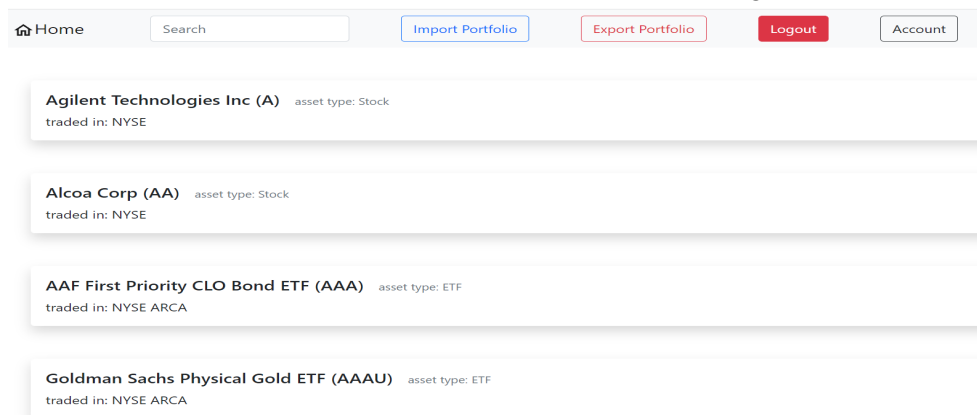 Home Search Import Portfolio Export Portfolio Logout Account
Agilent Technologies Inc (A) asset type: Stock
traded in: NYSE
Alcoa Corp (AA) asset type: Stock
traded in: NYSE
AAF First Priority CLO Bond ETF (AAA) asset type: ETF
traded in: NYSE ARCA
Goldman Sachs Physical Gold ETF (AAAU) asset type: ETF
traded in: NYSE ARCA